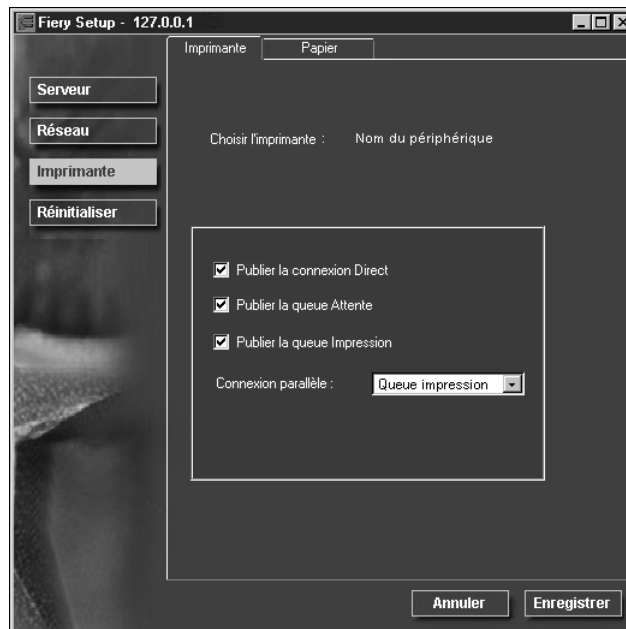 Fiery Setup - 127.0.0.1
Imprimante Papier
Serveur
Réseau
Imprimante
Réinitialiser
Choisir l'imprimante : Nom du périphérique
Publier la connexion Direct
Publier la queue Attente
Publier la queue Impression
Connexion parallèle : Queue impression
Annuler Enregistrer